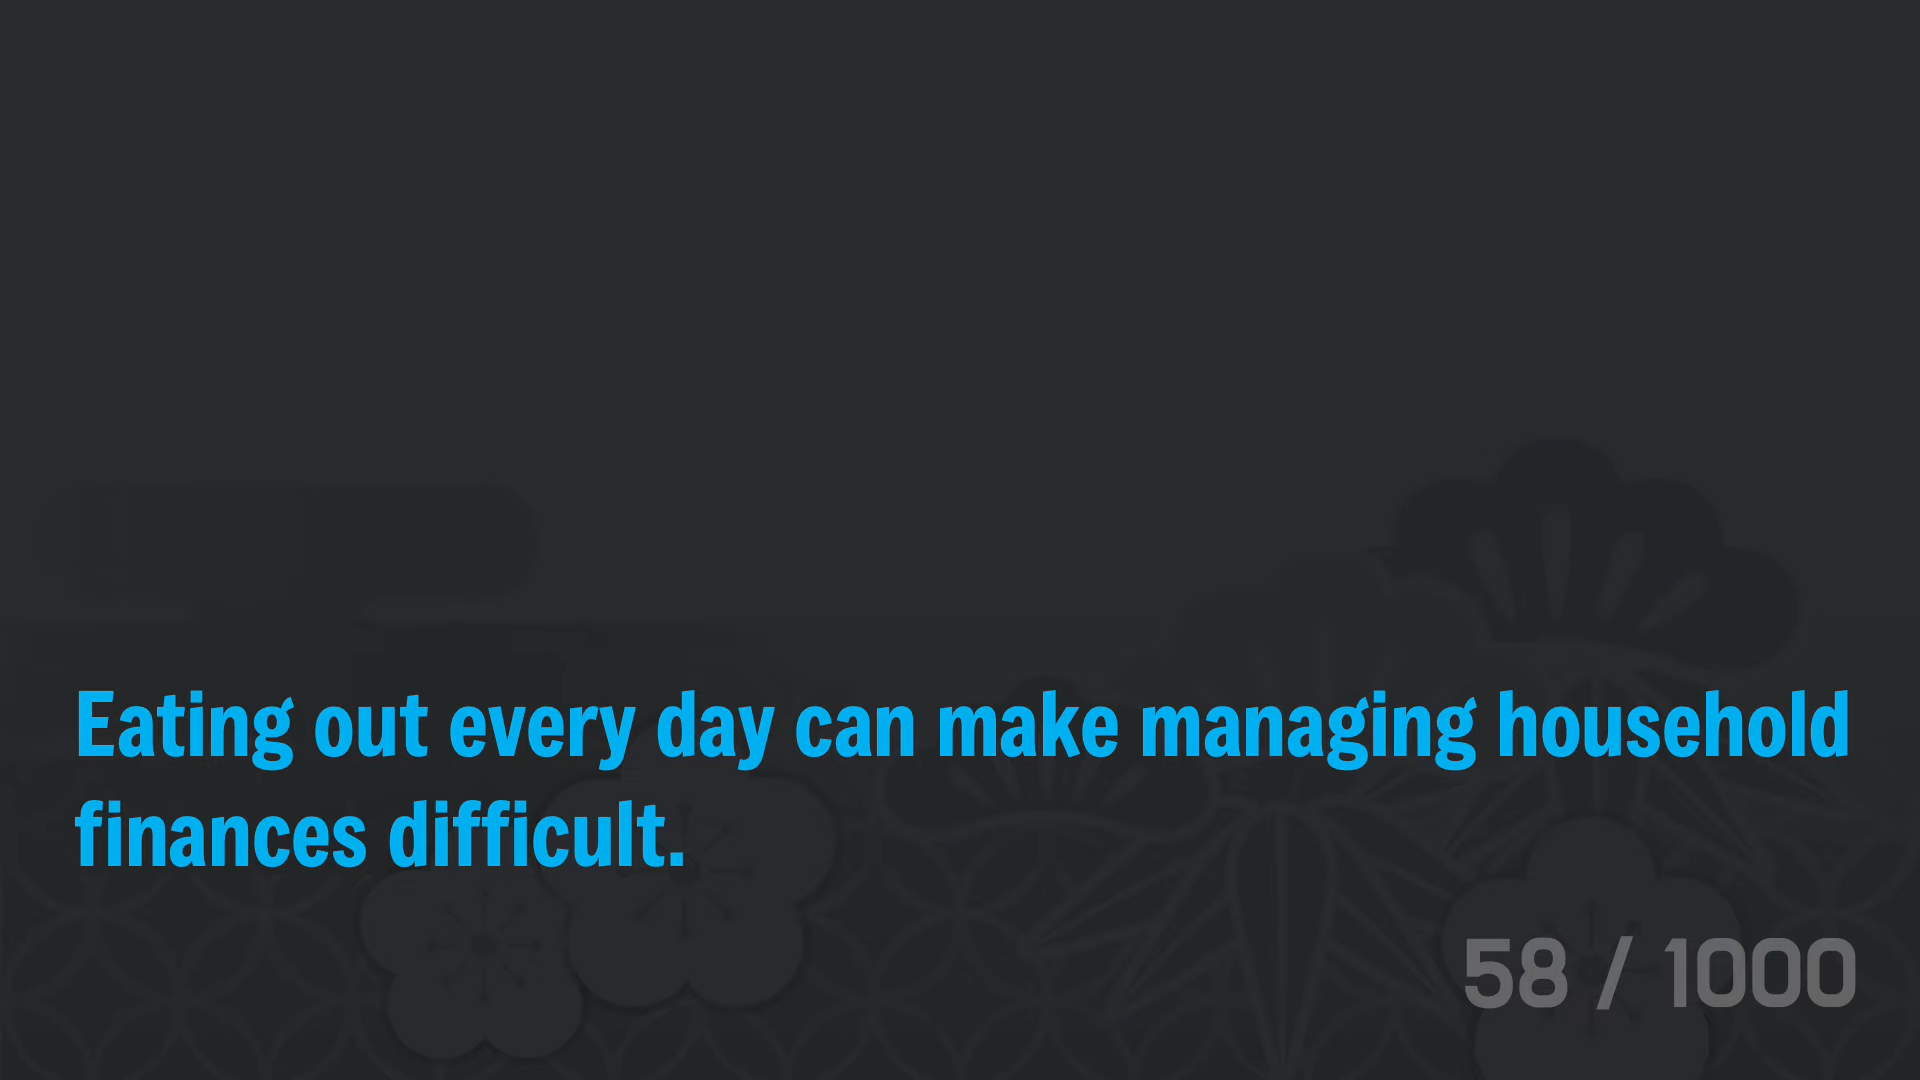 Eating out every day can make managing household
finances difficult.
58 / 1000